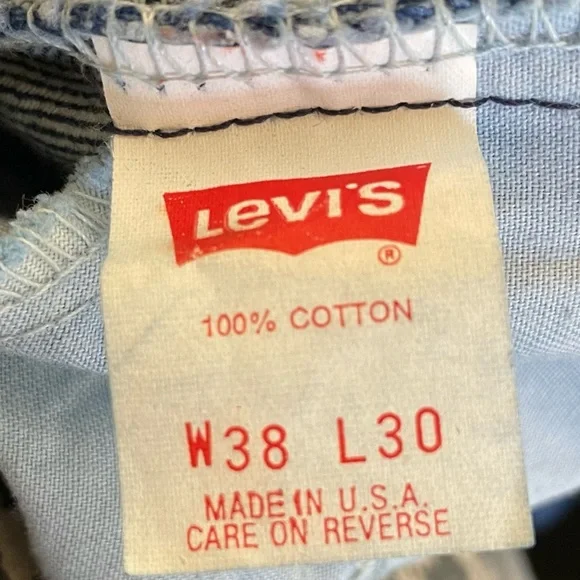 Levi's
®
100% COTTON
W38 L30
MADE IN U.S.A.
CARE ON REVERSE